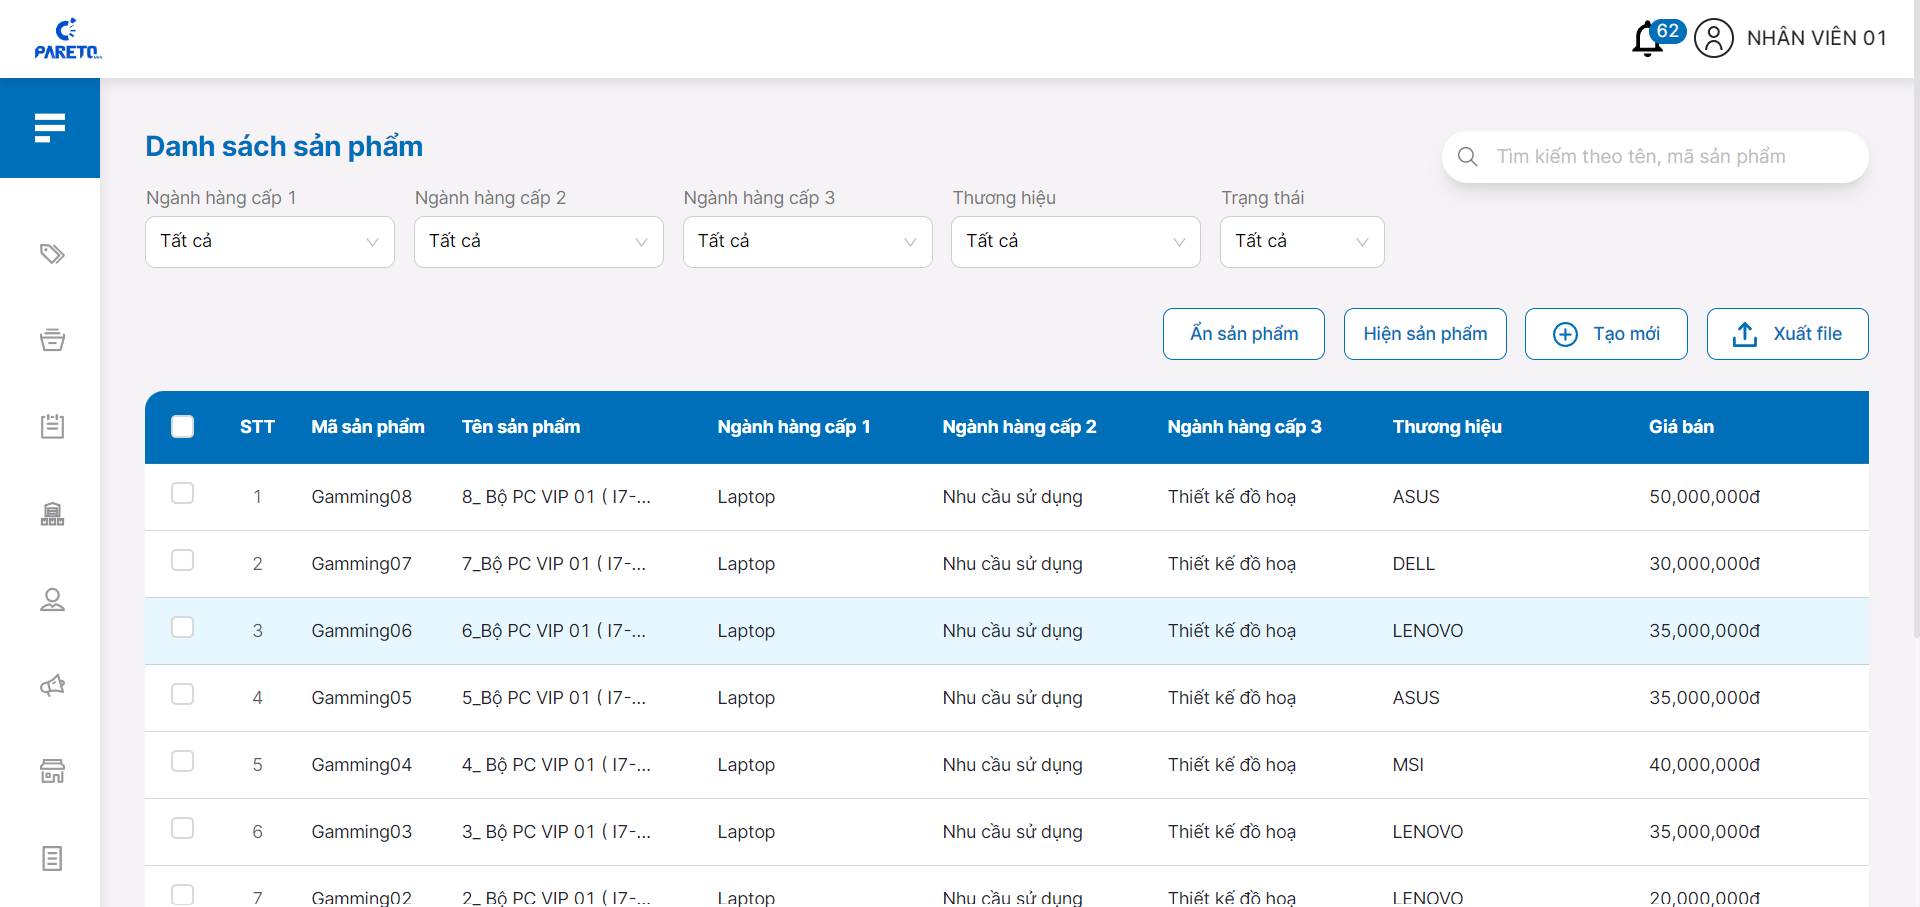 PARETO
62
NHÂN VIÊN 01
Danh sách sản phẩm
Tìm kiếm theo tên, mã sản phẩm
Ngành hàng cấp 1 Ngành hàng cấp 2 Ngành hàng cấp 3 Thương hiệu Trạng thái
Tất cả Tất cả Tất cả Tất cả Tất cả
Ẩn sản phẩm Hiện sản phẩm Tạo mới Xuất file
STT Mã sản phẩm Tên sản phẩm Ngành hàng cấp 1 Ngành hàng cấp 2 Ngành hàng cấp 3 Thương hiệu Giá bán
1 Gamming08 8_ Bộ PC VIP 01 ( I7-... Laptop Nhu cầu sử dụng Thiết kế đồ hoạ ASUS 50,000,000đ
2 Gamming07 7_Bộ PC VIP 01 ( I7-... Laptop Nhu cầu sử dụng Thiết kế đồ hoạ DELL 30,000,000đ
3 Gamming06 6_Bộ PC VIP 01 ( I7-... Laptop Nhu cầu sử dụng Thiết kế đồ hoạ LENOVO 35,000,000đ
4 Gamming05 5_Bộ PC VIP 01 ( I7-... Laptop Nhu cầu sử dụng Thiết kế đồ hoạ ASUS 35,000,000đ
5 Gamming04 4_ Bộ PC VIP 01 ( I7-... Laptop Nhu cầu sử dụng Thiết kế đồ hoạ MSI 40,000,000đ
6 Gamming03 3_ Bộ PC VIP 01 ( I7-... Laptop Nhu cầu sử dụng Thiết kế đồ hoạ LENOVO 35,000,000đ
7 Gamming02 2_ Bộ PC VIP 01 ( I7-... Laptop Nhu cầu sử dụng Thiết kế đồ hoạ LENOVO 20,000,000đ